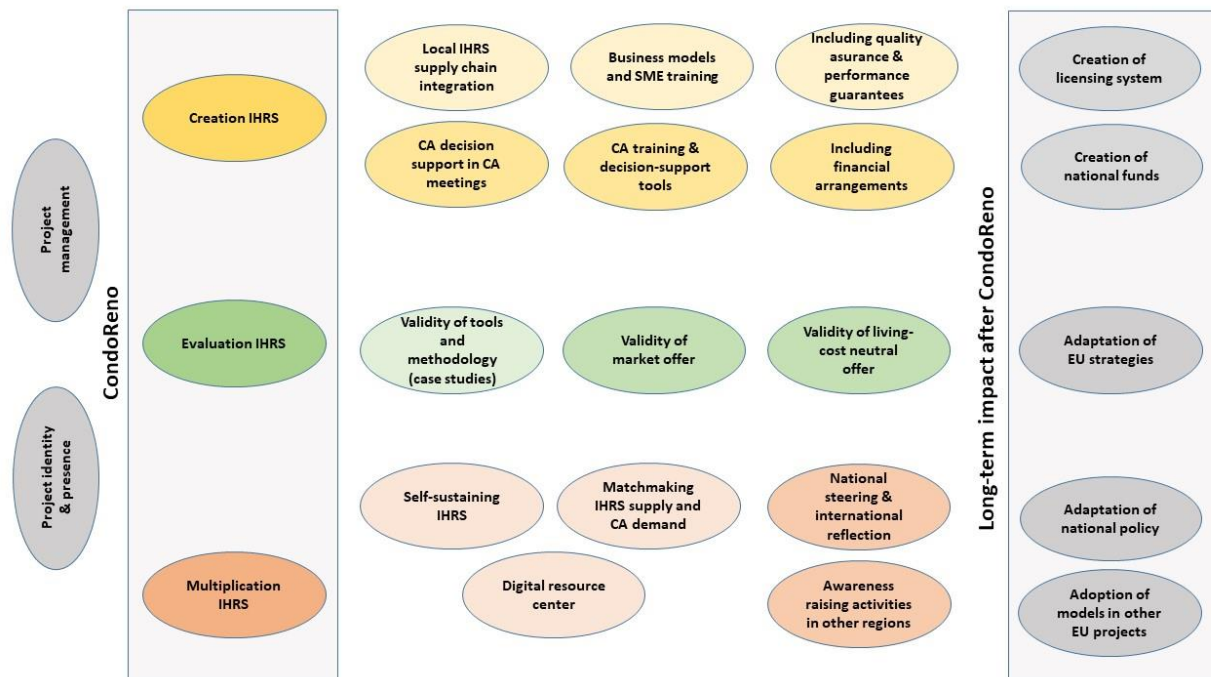 Project
management
Project identity
& presence
CondoReno
Creation IHRS
Evaluation IHRS
Multiplication
IHRS
Local IHRS
supply chain
integration
Business models
and SME training
Including quality
asurance &
performance
guarantees
CA decision
support in CA
meetings
CA training &
decision-support
tools
Including
financial
arrangements
Validity of tools
and
methodology
(case studies)
Validity of
market offer
Validity of living-
cost neutral
offer
Self-sustaining
IHRS
Matchmaking
IHRS supply and
CA demand
National
steering &
international
reflection
Digital resource
center
Awareness
raising activities
in other regions
Long-term impact after CondoReno
Creation of
licensing system
Creation of
national funds
Adaptation of
EU strategies
Adaptation of
national policy
Adoption of
models in other
EU projects